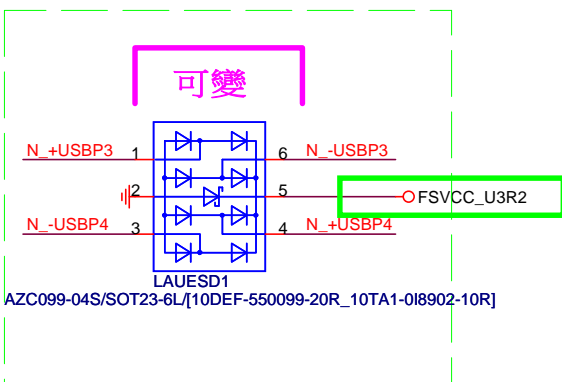 可變
N_+USBP3 1 6 N_-USBP3
2 5 FSVCC_U3R2
N_-USBP4 3 4 N_+USBP4
LAUESD1
AZC099-04S/SOT23-6L/[10DEF-550099-20R_10TA1-0I8902-10R]